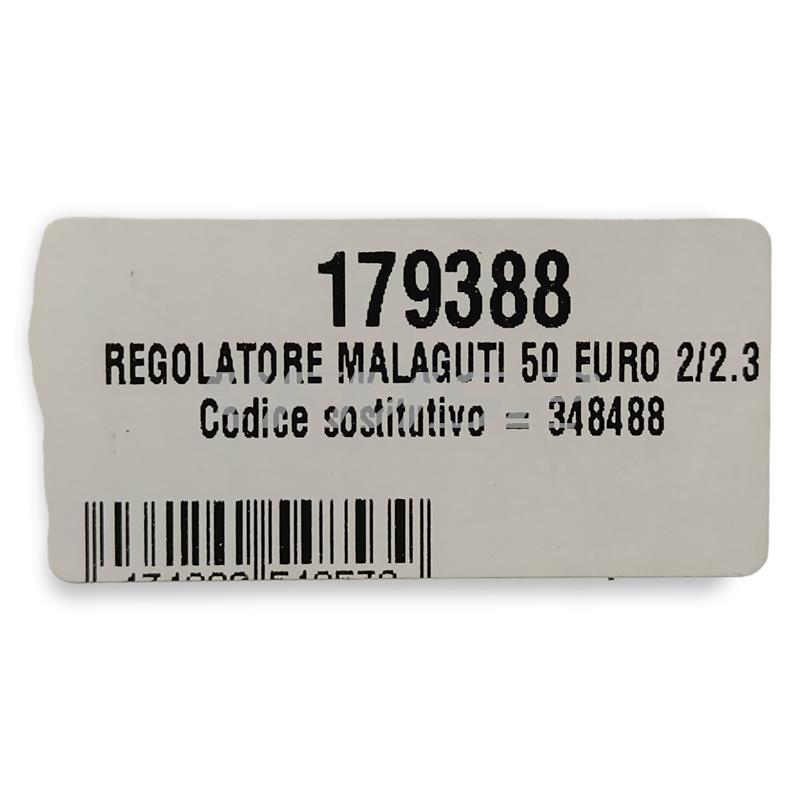 179388
REGOLATORE MALAGUTI 50 EURO 2/2.3
Codice sostitutivo = 348488